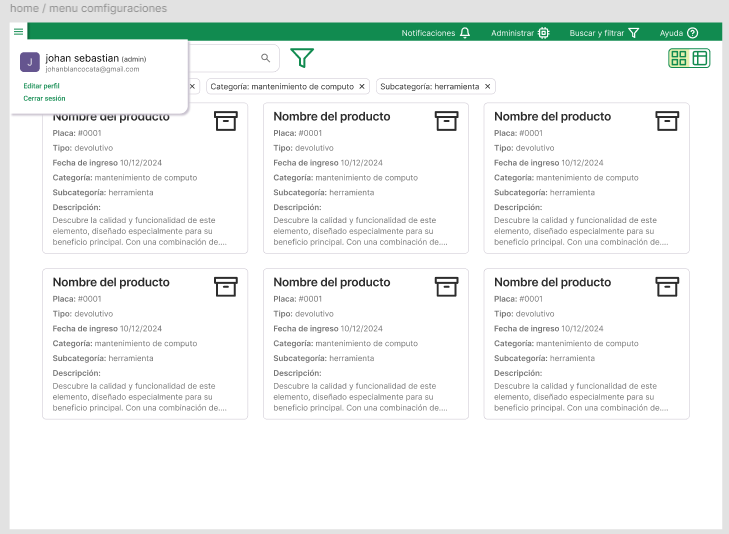 home / menu configuraciones
Notificaciones
Administrar
Buscar y filtrar
Ayuda
J
johan sebastian (admin)
johanblancocasta@gmail.com
Editar perfil
Cerrar sesión
Categoría: mantenimiento de computo
Subcategoría: herramienta
Nombre del producto
Placa: #0001
Tipo: devolutivo
Fecha de ingreso 10/12/2024
Categoría: mantenimiento de computo
Subcategoría: herramienta
Descripción:
Descubre la calidad y funcionalidad de este
elemento, diseñado especialmente para su
beneficio principal. Con una combinación de....
Nombre del producto
Placa: #0001
Tipo: devolutivo
Fecha de ingreso 10/12/2024
Categoría: mantenimiento de computo
Subcategoría: herramienta
Descripción:
Descubre la calidad y funcionalidad de este
elemento, diseñado especialmente para su
beneficio principal. Con una combinación de....
Nombre del producto
Placa: #0001
Tipo: devolutivo
Fecha de ingreso 10/12/2024
Categoría: mantenimiento de computo
Subcategoría: herramienta
Descripción:
Descubre la calidad y funcionalidad de este
elemento, diseñado especialmente para su
beneficio principal. Con una combinación de....
Nombre del producto
Placa: #0001
Tipo: devolutivo
Fecha de ingreso 10/12/2024
Categoría: mantenimiento de computo
Subcategoría: herramienta
Descripción:
Descubre la calidad y funcionalidad de este
elemento, diseñado especialmente para su
beneficio principal. Con una combinación de....
Nombre del producto
Placa: #0001
Tipo: devolutivo
Fecha de ingreso 10/12/2024
Categoría: mantenimiento de computo
Subcategoría: herramienta
Descripción:
Descubre la calidad y funcionalidad de este
elemento, diseñado especialmente para su
beneficio principal. Con una combinación de....
Nombre del producto
Placa: #0001
Tipo: devolutivo
Fecha de ingreso 10/12/2024
Categoría: mantenimiento de computo
Subcategoría: herramienta
Descripción:
Descubre la calidad y funcionalidad de este
elemento, diseñado especialmente para su
beneficio principal. Con una combinación de....